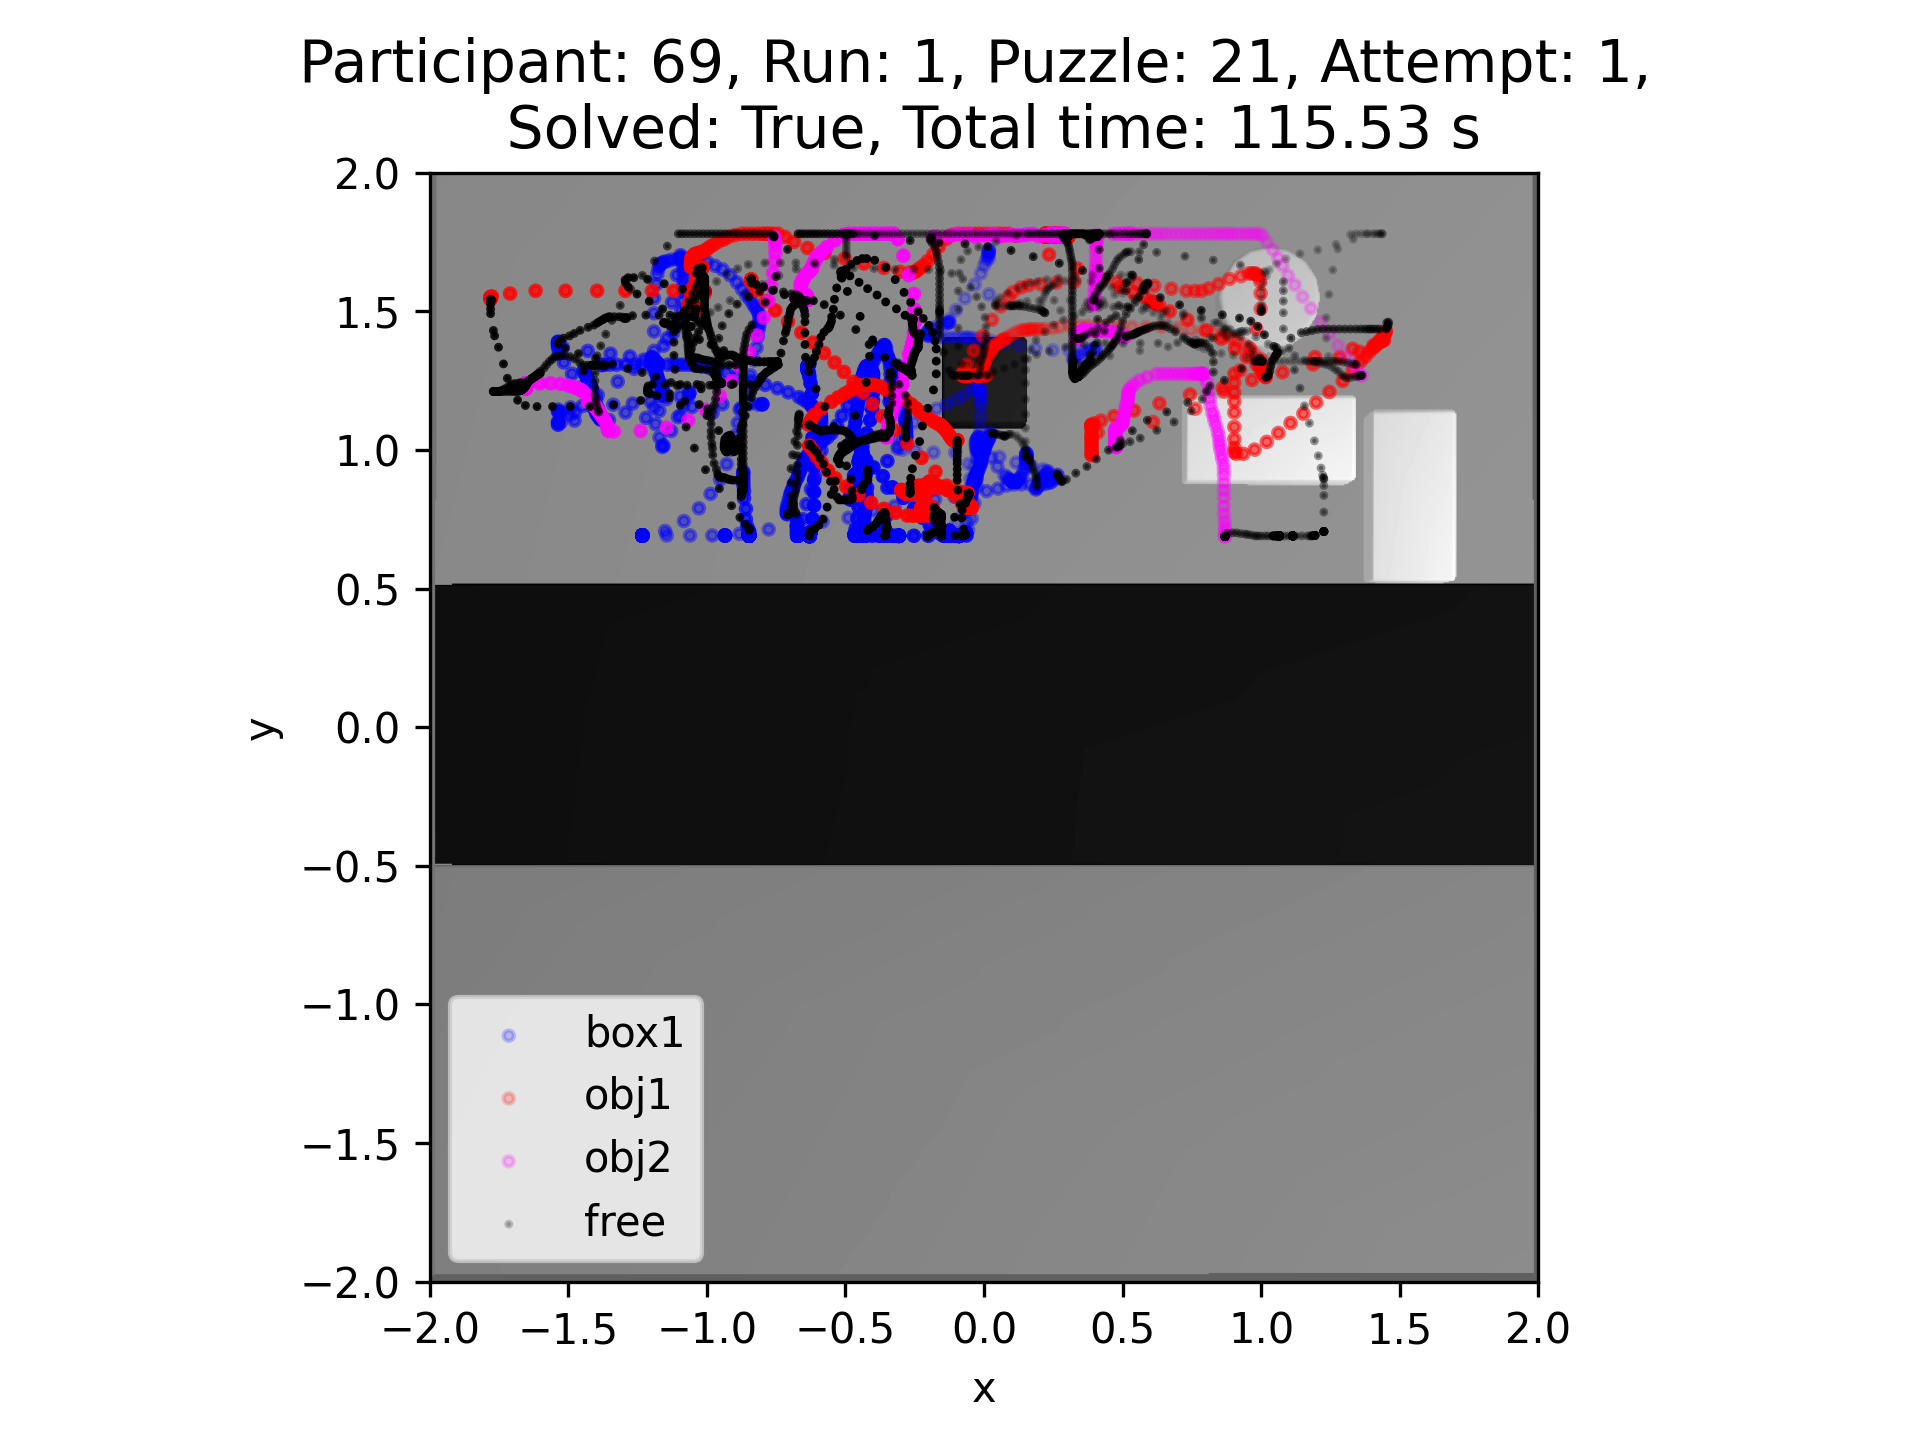 Participant: 69, Run: 1, Puzzle: 21, Attempt: 1,
Solved: True, Total time: 115.53 s
2.0
1.5
1.0
0.5
0.0
−0.5
−1.0
−1.5
−2.0
y
box1
obj1
obj2
free
−2.0 −1.5 −1.0 −0.5 0.0 0.5 1.0 1.5 2.0
x